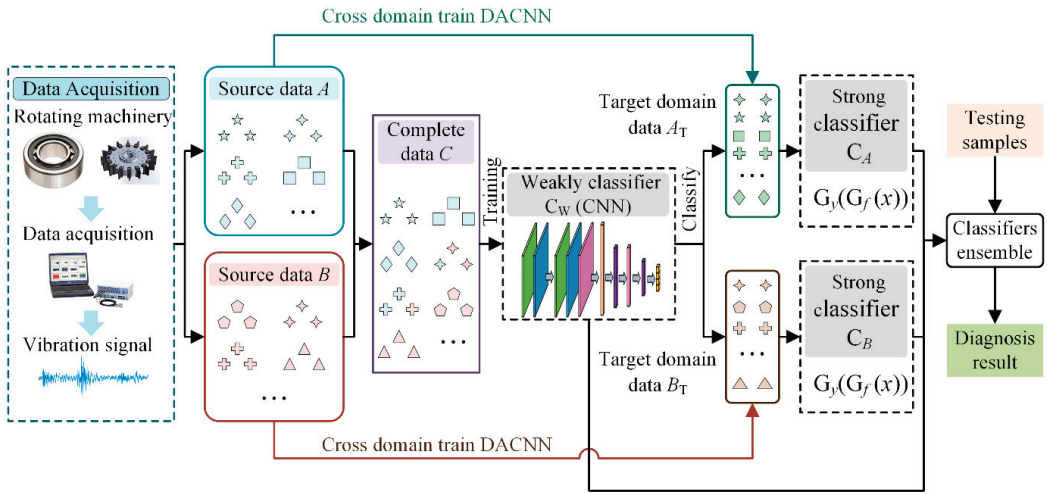 Cross domain train DACNN
Data Acquisition
Rotating machinery
Data acquisition
Vibration signal
Source data A
...
Source data B
...
Complete
data C
...
Training
Weakly classifier
C_W (CNN)
Classify
Target domain
data A_T
...
Target domain
data B_T
...
Strong
classifier
C_A
G_y(G_f(x))
Strong
classifier
C_B
G_y(G_f(x))
Testing
samples
Classifiers
ensemble
Diagnosis
result
Cross domain train DACNN